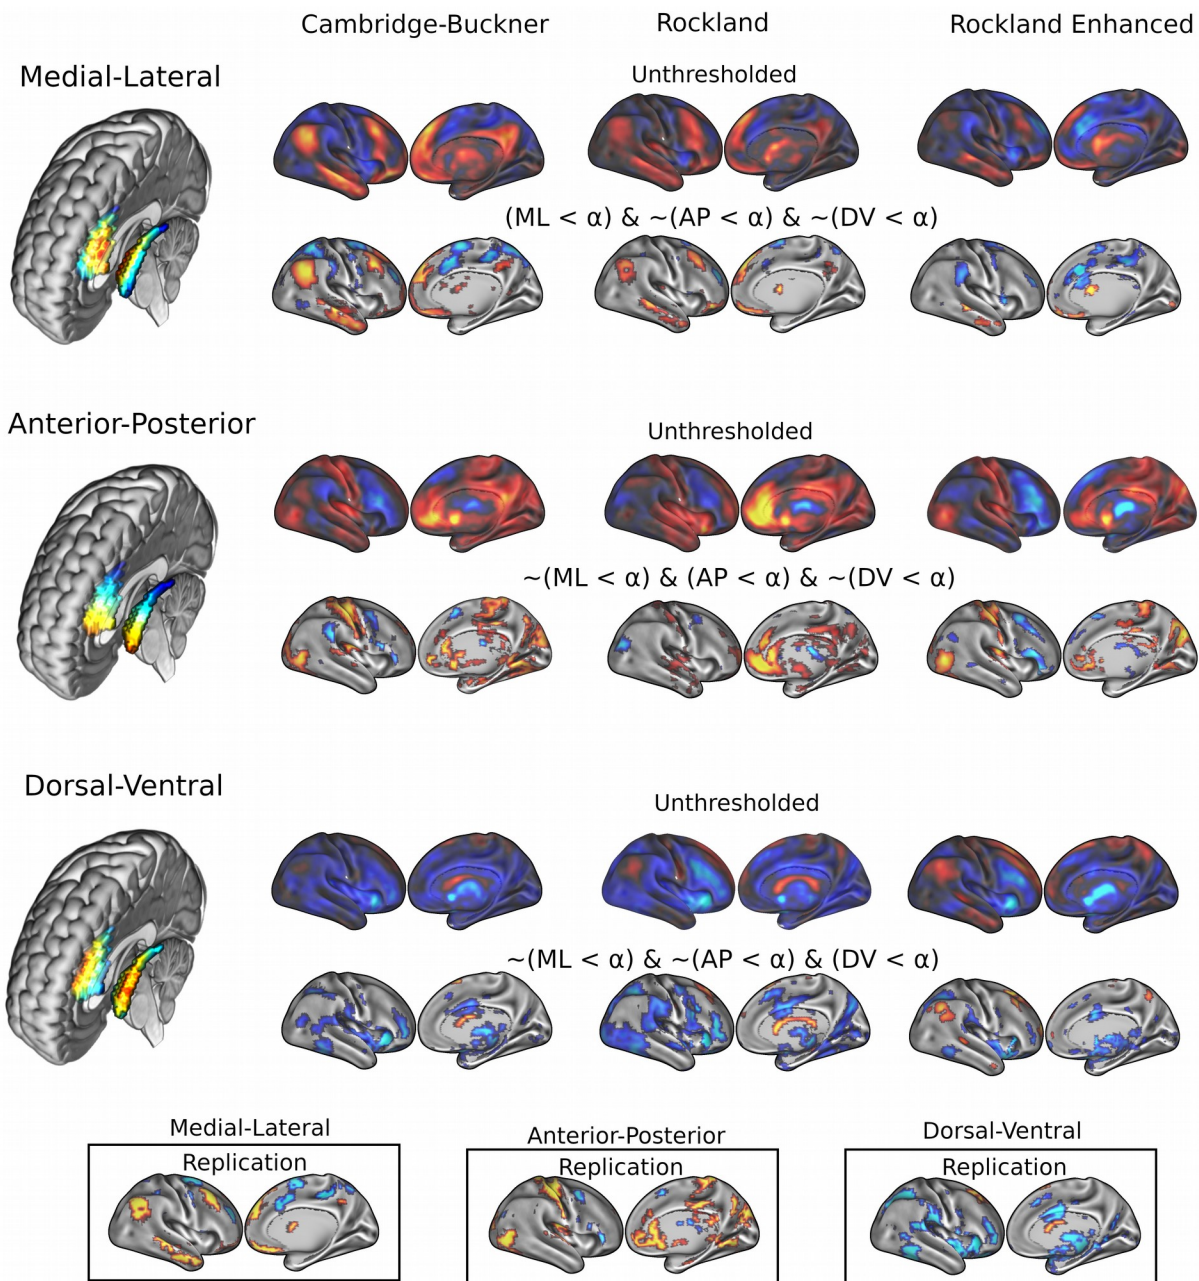 Cambridge-Buckner
Rockland
Rockland Enhanced
Medial-Lateral
Unthresholded
(ML < α) & ~(AP < α) & ~(DV < α)
Anterior-Posterior
Unthresholded
~(ML < α) & (AP < α) & ~(DV < α)
Dorsal-Ventral
Unthresholded
~(ML < α) & ~(AP < α) & (DV < α)
Medial-Lateral
Replication
Anterior-Posterior
Replication
Dorsal-Ventral
Replication